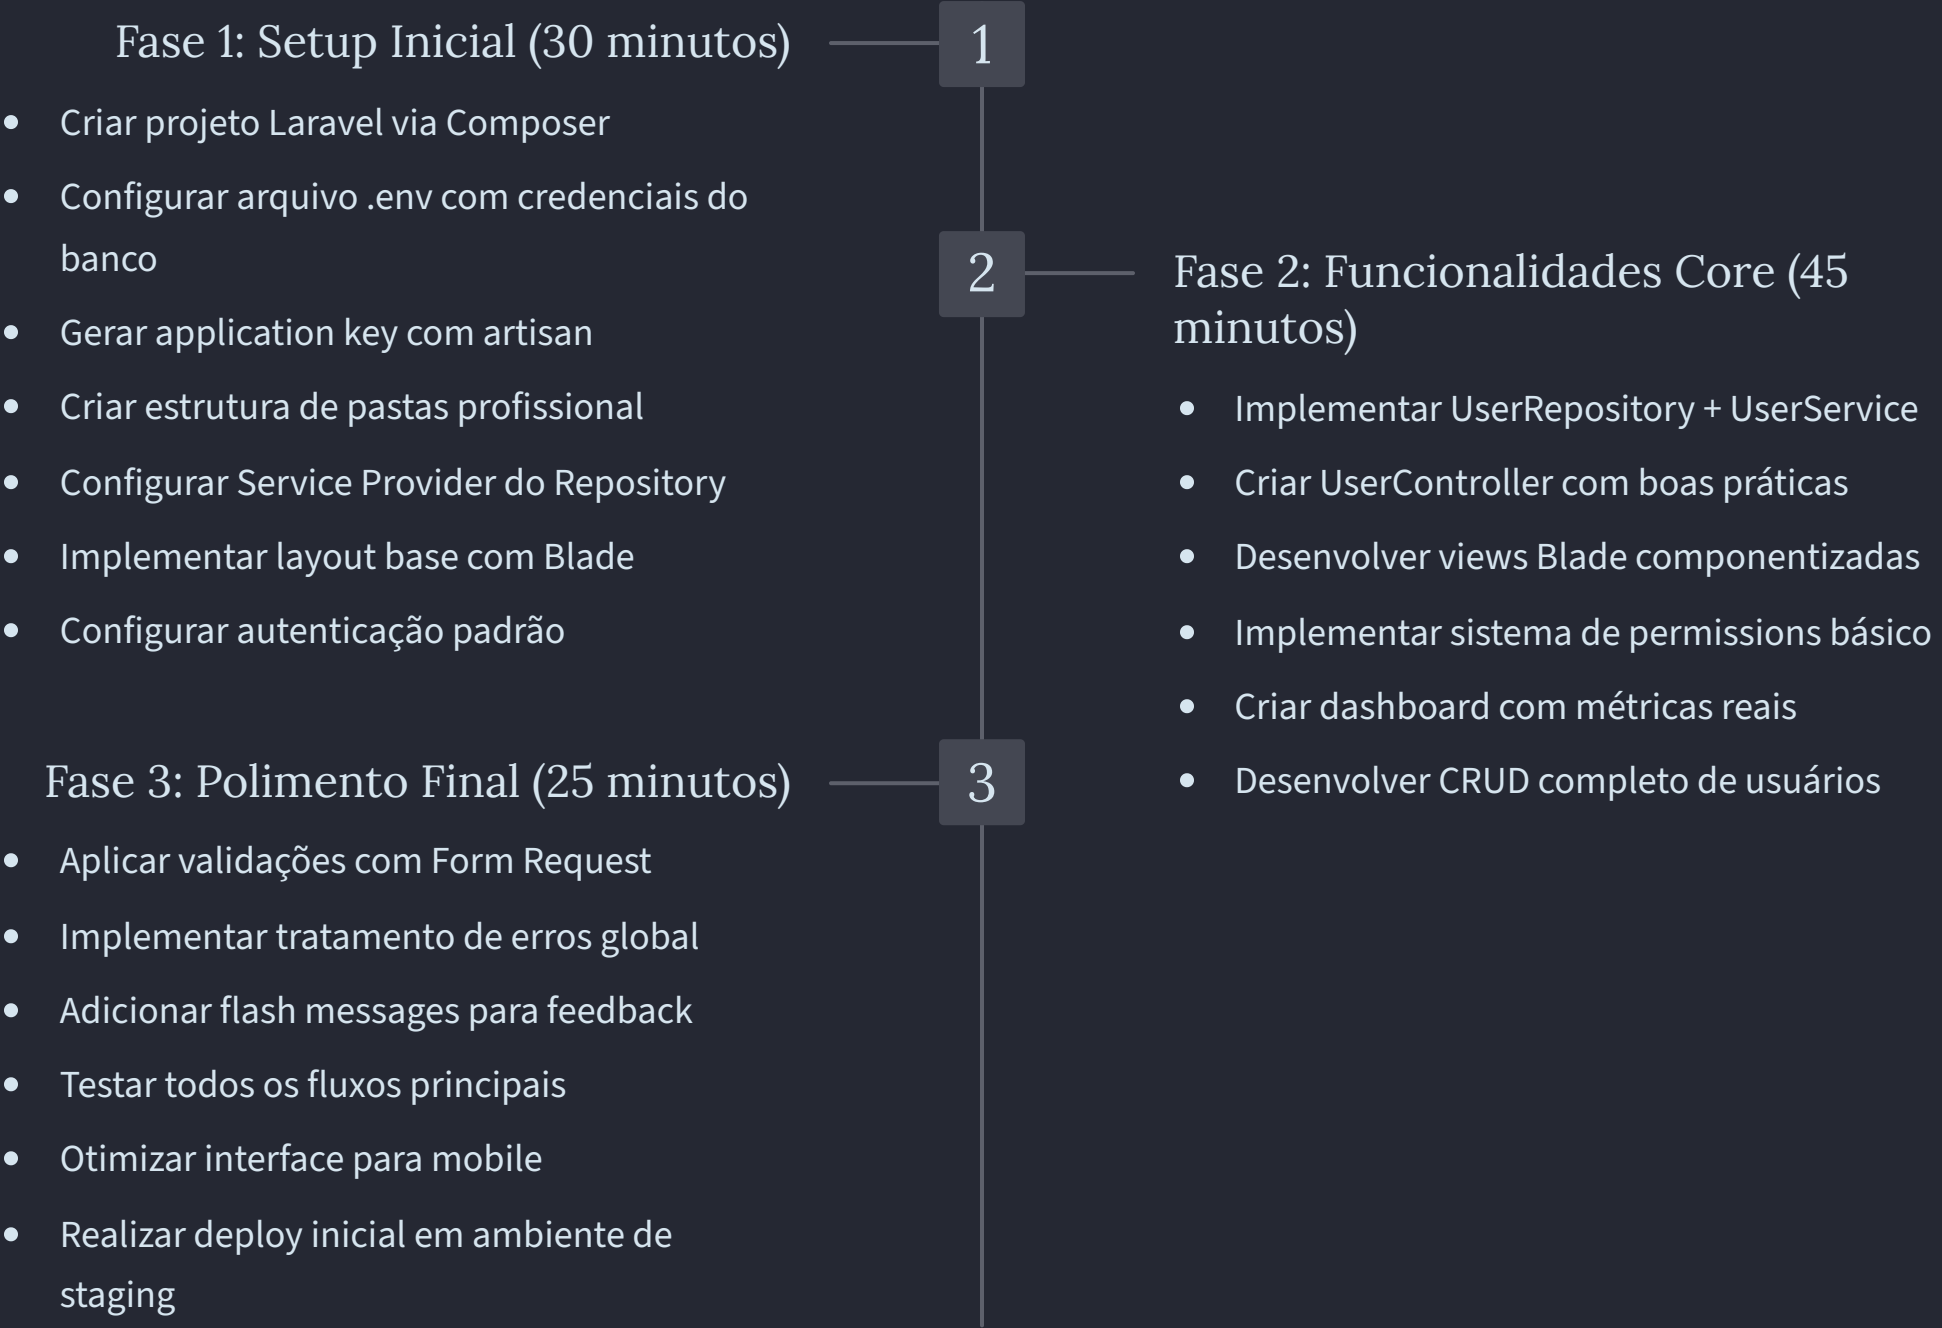 Fase 1: Setup Inicial (30 minutos)
1
Criar projeto Laravel via Composer
Configurar arquivo .env com credenciais do
banco
Gerar application key com artisan
Criar estrutura de pastas profissional
Configurar Service Provider do Repository
Implementar layout base com Blade
Configurar autenticação padrão
2
Fase 2: Funcionalidades Core (45
minutos)
Implementar UserRepository + UserService
Criar UserController com boas práticas
Desenvolver views Blade componentizadas
Implementar sistema de permissions básico
Criar dashboard com métricas reais
Desenvolver CRUD completo de usuários
Fase 3: Polimento Final (25 minutos)
3
Aplicar validações com Form Request
Implementar tratamento de erros global
Adicionar flash messages para feedback
Testar todos os fluxos principais
Otimizar interface para mobile
Realizar deploy inicial em ambiente de
staging